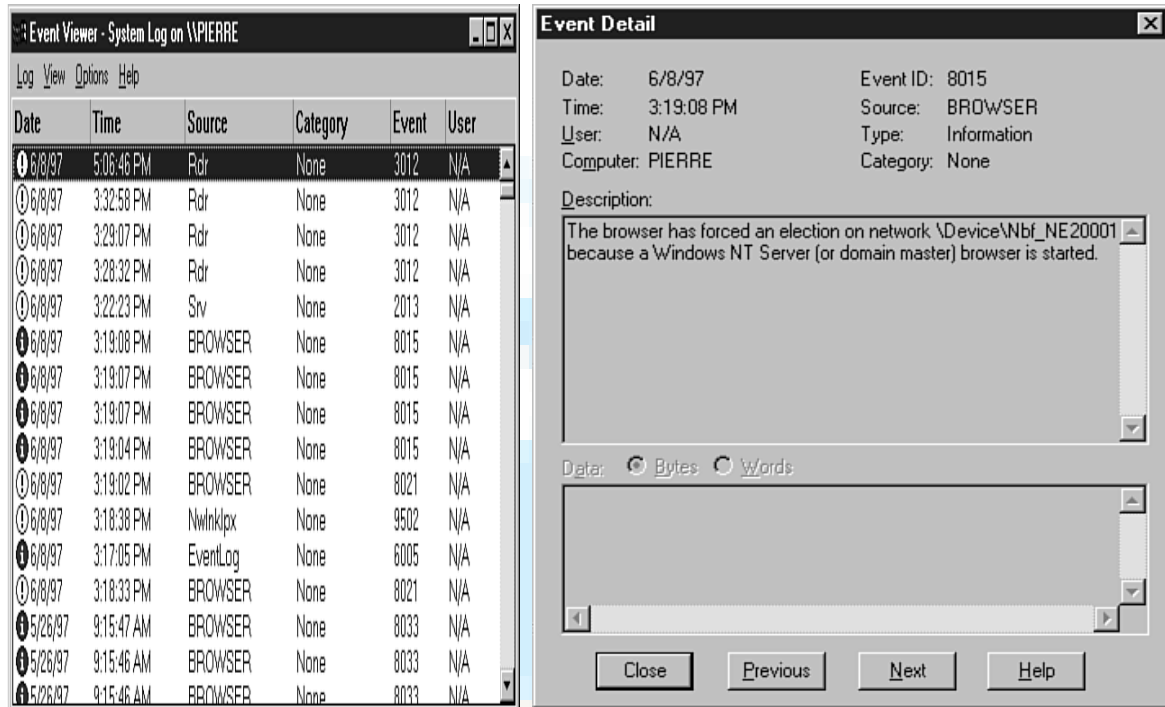 Event Viewer - System Log on \\PIERRE
Log View Options Help
Date Time Source Category Event User
6/8/97 5:06:46 PM Rdr None 3012 N/A
6/8/97 3:32:58 PM Rdr None 3012 N/A
6/8/97 3:29:07 PM Rdr None 3012 N/A
6/8/97 3:28:32 PM Rdr None 3012 N/A
6/8/97 3:22:23 PM Srv None 2013 N/A
6/8/97 3:19:08 PM BROWSER None 8015 N/A
6/8/97 3:19:07 PM BROWSER None 8015 N/A
6/8/97 3:19:07 PM BROWSER None 8015 N/A
6/8/97 3:19:04 PM BROWSER None 8015 N/A
6/8/97 3:19:02 PM BROWSER None 8021 N/A
6/8/97 3:18:38 PM NwlnkIpx None 9502 N/A
6/8/97 3:17:05 PM EventLog None 6005 N/A
6/8/97 3:18:33 PM BROWSER None 8021 N/A
5/26/97 9:15:47 AM BROWSER None 8033 N/A
5/26/97 9:15:46 AM BROWSER None 8033 N/A
5/26/97 9:15:46 AM BROWSER None 8033 N/A
Event Detail
Date: 6/8/97 Event ID: 8015
Time: 3:19:08 PM Source: BROWSER
User: N/A Type: Information
Computer: PIERRE Category: None
Description:
The browser has forced an election on network \Device\Nbf_NE20001
because a Windows NT Server (or domain master) browser is started.
Data: Bytes Words
Close Previous Next Help